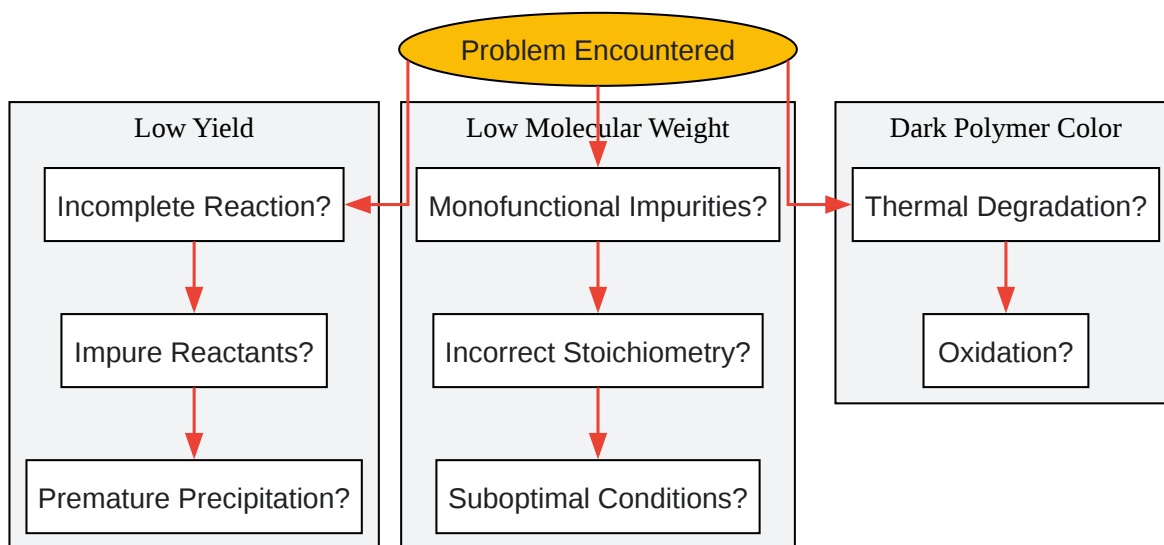 Problem Encountered
Low Yield
Incomplete Reaction?
Impure Reactants?
Premature Precipitation?
Low Molecular Weight
Monofunctional Impurities?
Incorrect Stoichiometry?
Suboptimal Conditions?
Dark Polymer Color
Thermal Degradation?
Oxidation?